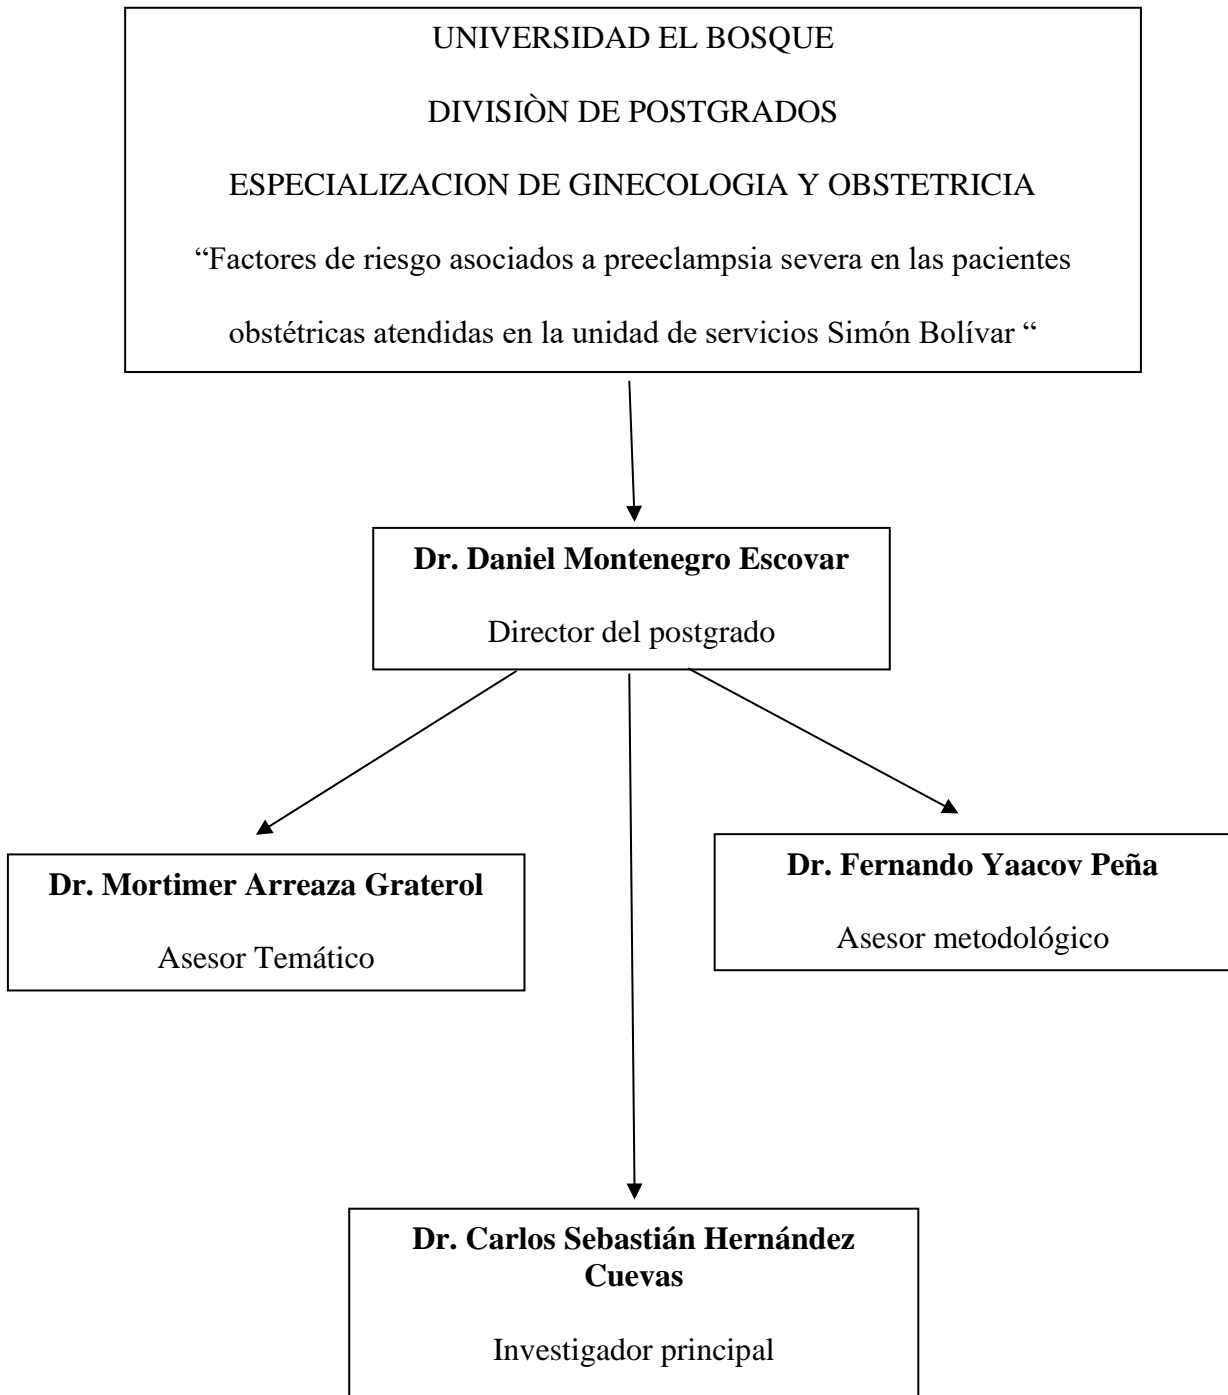 UNIVERSIDAD EL BOSQUE
DIVISIÒN DE POSTGRADOS
ESPECIALIZACION DE GINECOLOGIA Y OBSTETRICIA
“Factores de riesgo asociados a preeclampsia severa en las pacientes
obstétricas atendidas en la unidad de servicios Simón Bolívar “
Dr. Daniel Montenegro Escovar
Director del postgrado
Dr. Mortimer Arreaza Graterol
Asesor Temático
Dr. Fernando Yaacov Peña
Asesor metodológico
Dr. Carlos Sebastián Hernández
Cuevas
Investigador principal